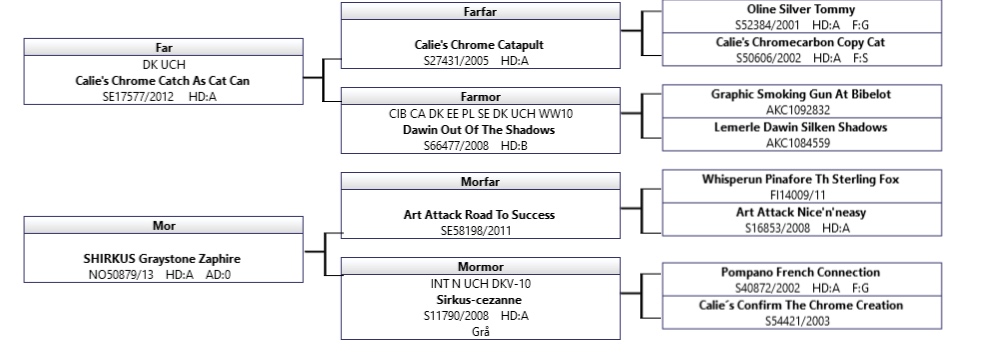 Far
DK UCH
Calie's Chrome Catch As Cat Can
SE17577/2012 HD:A
Farfar
Calie's Chrome Catapult
S27431/2005 HD:A
Oline Silver Tommy
S52384/2001 HD:A F:G
Calie's Chromecarbon Copy Cat
S50606/2002 HD:A F:S
Farmor
CIB CA DK EE PL SE DK UCH WW10
Dawin Out Of The Shadows
S66477/2008 HD:B
Graphic Smoking Gun At Bibelot
AKC1092832
Lemerle Dawin Silken Shadows
AKC1084559
Mor
SHIRKUS Graystone Zaphire
NO50879/13 HD:A AD:0
Morfar
Art Attack Road To Success
SE58198/2011
Whisperun Pinafore Th Sterling Fox
FI14009/11
Art Attack Nice'n'neasy
S16853/2008 HD:A
Mormor
INT N UCH DKV-10
Sirkus-cezanne
S11790/2008 HD:A
Grå
Pompano French Connection
S40872/2002 HD:A F:G
Calie´s Confirm The Chrome Creation
S54421/2003